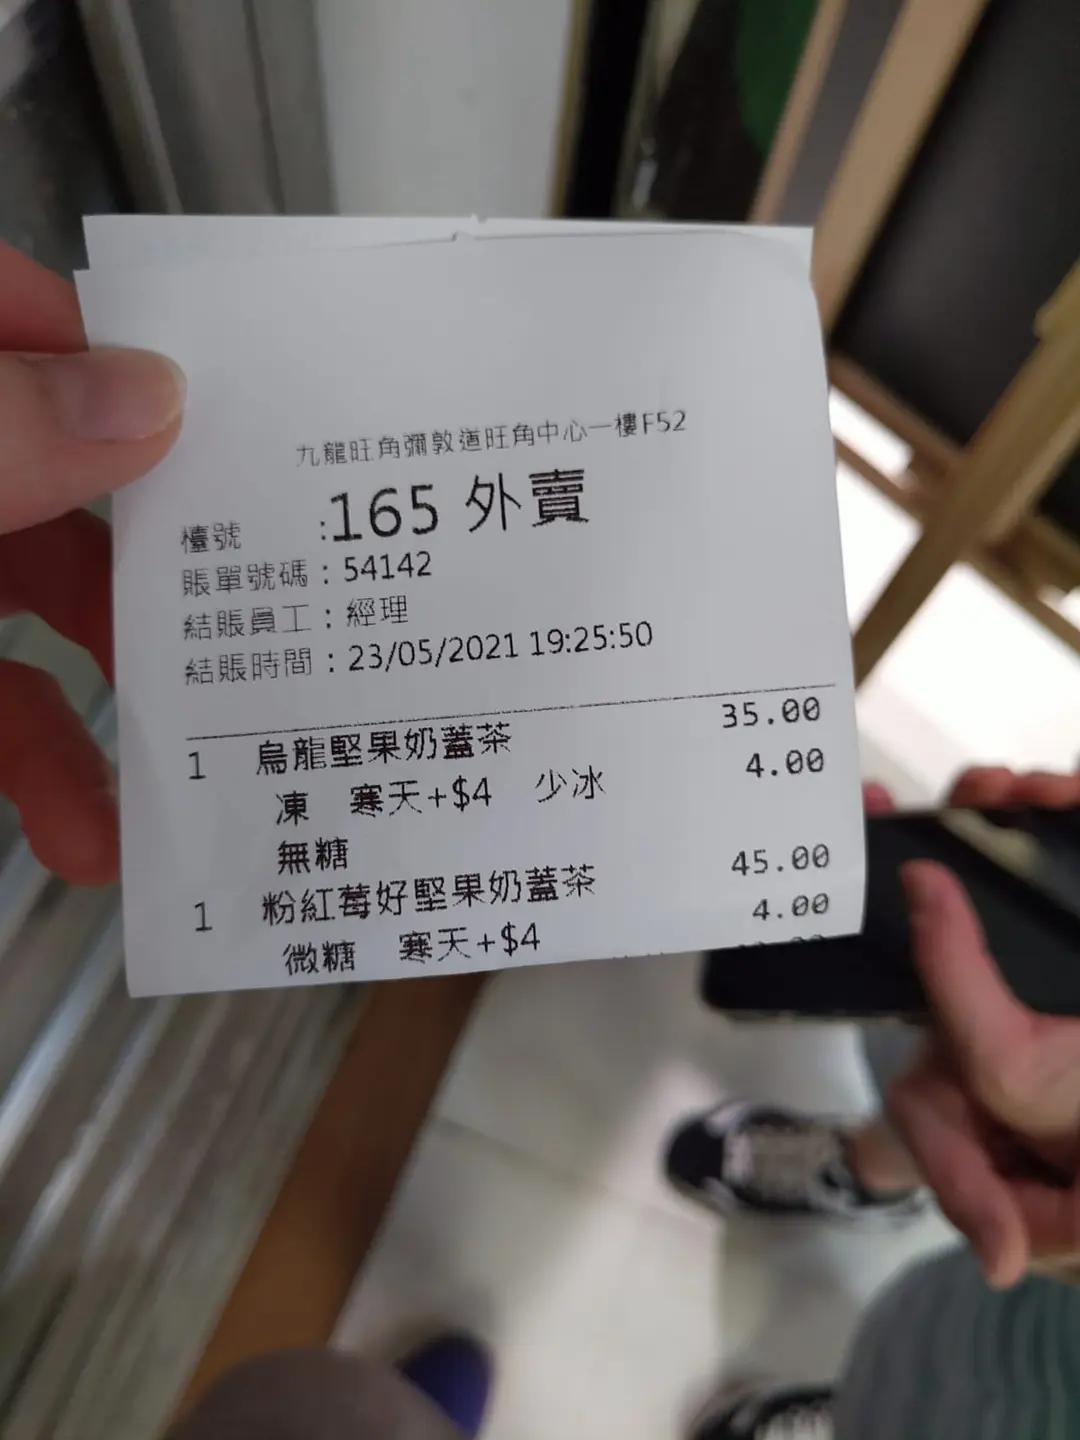 九龍旺角彌敦道旺角中心一樓F52
檯號 :165 外賣
賬單號碼：54142
結賬員工：經理
結賬時間：23/05/2021 19:25:50
1 烏龍堅果奶蓋茶 35.00
凍 寒天+$4 少冰 4.00
無糖
1 粉紅莓好堅果奶蓋茶 45.00
微糖 寒天+$4 4.00